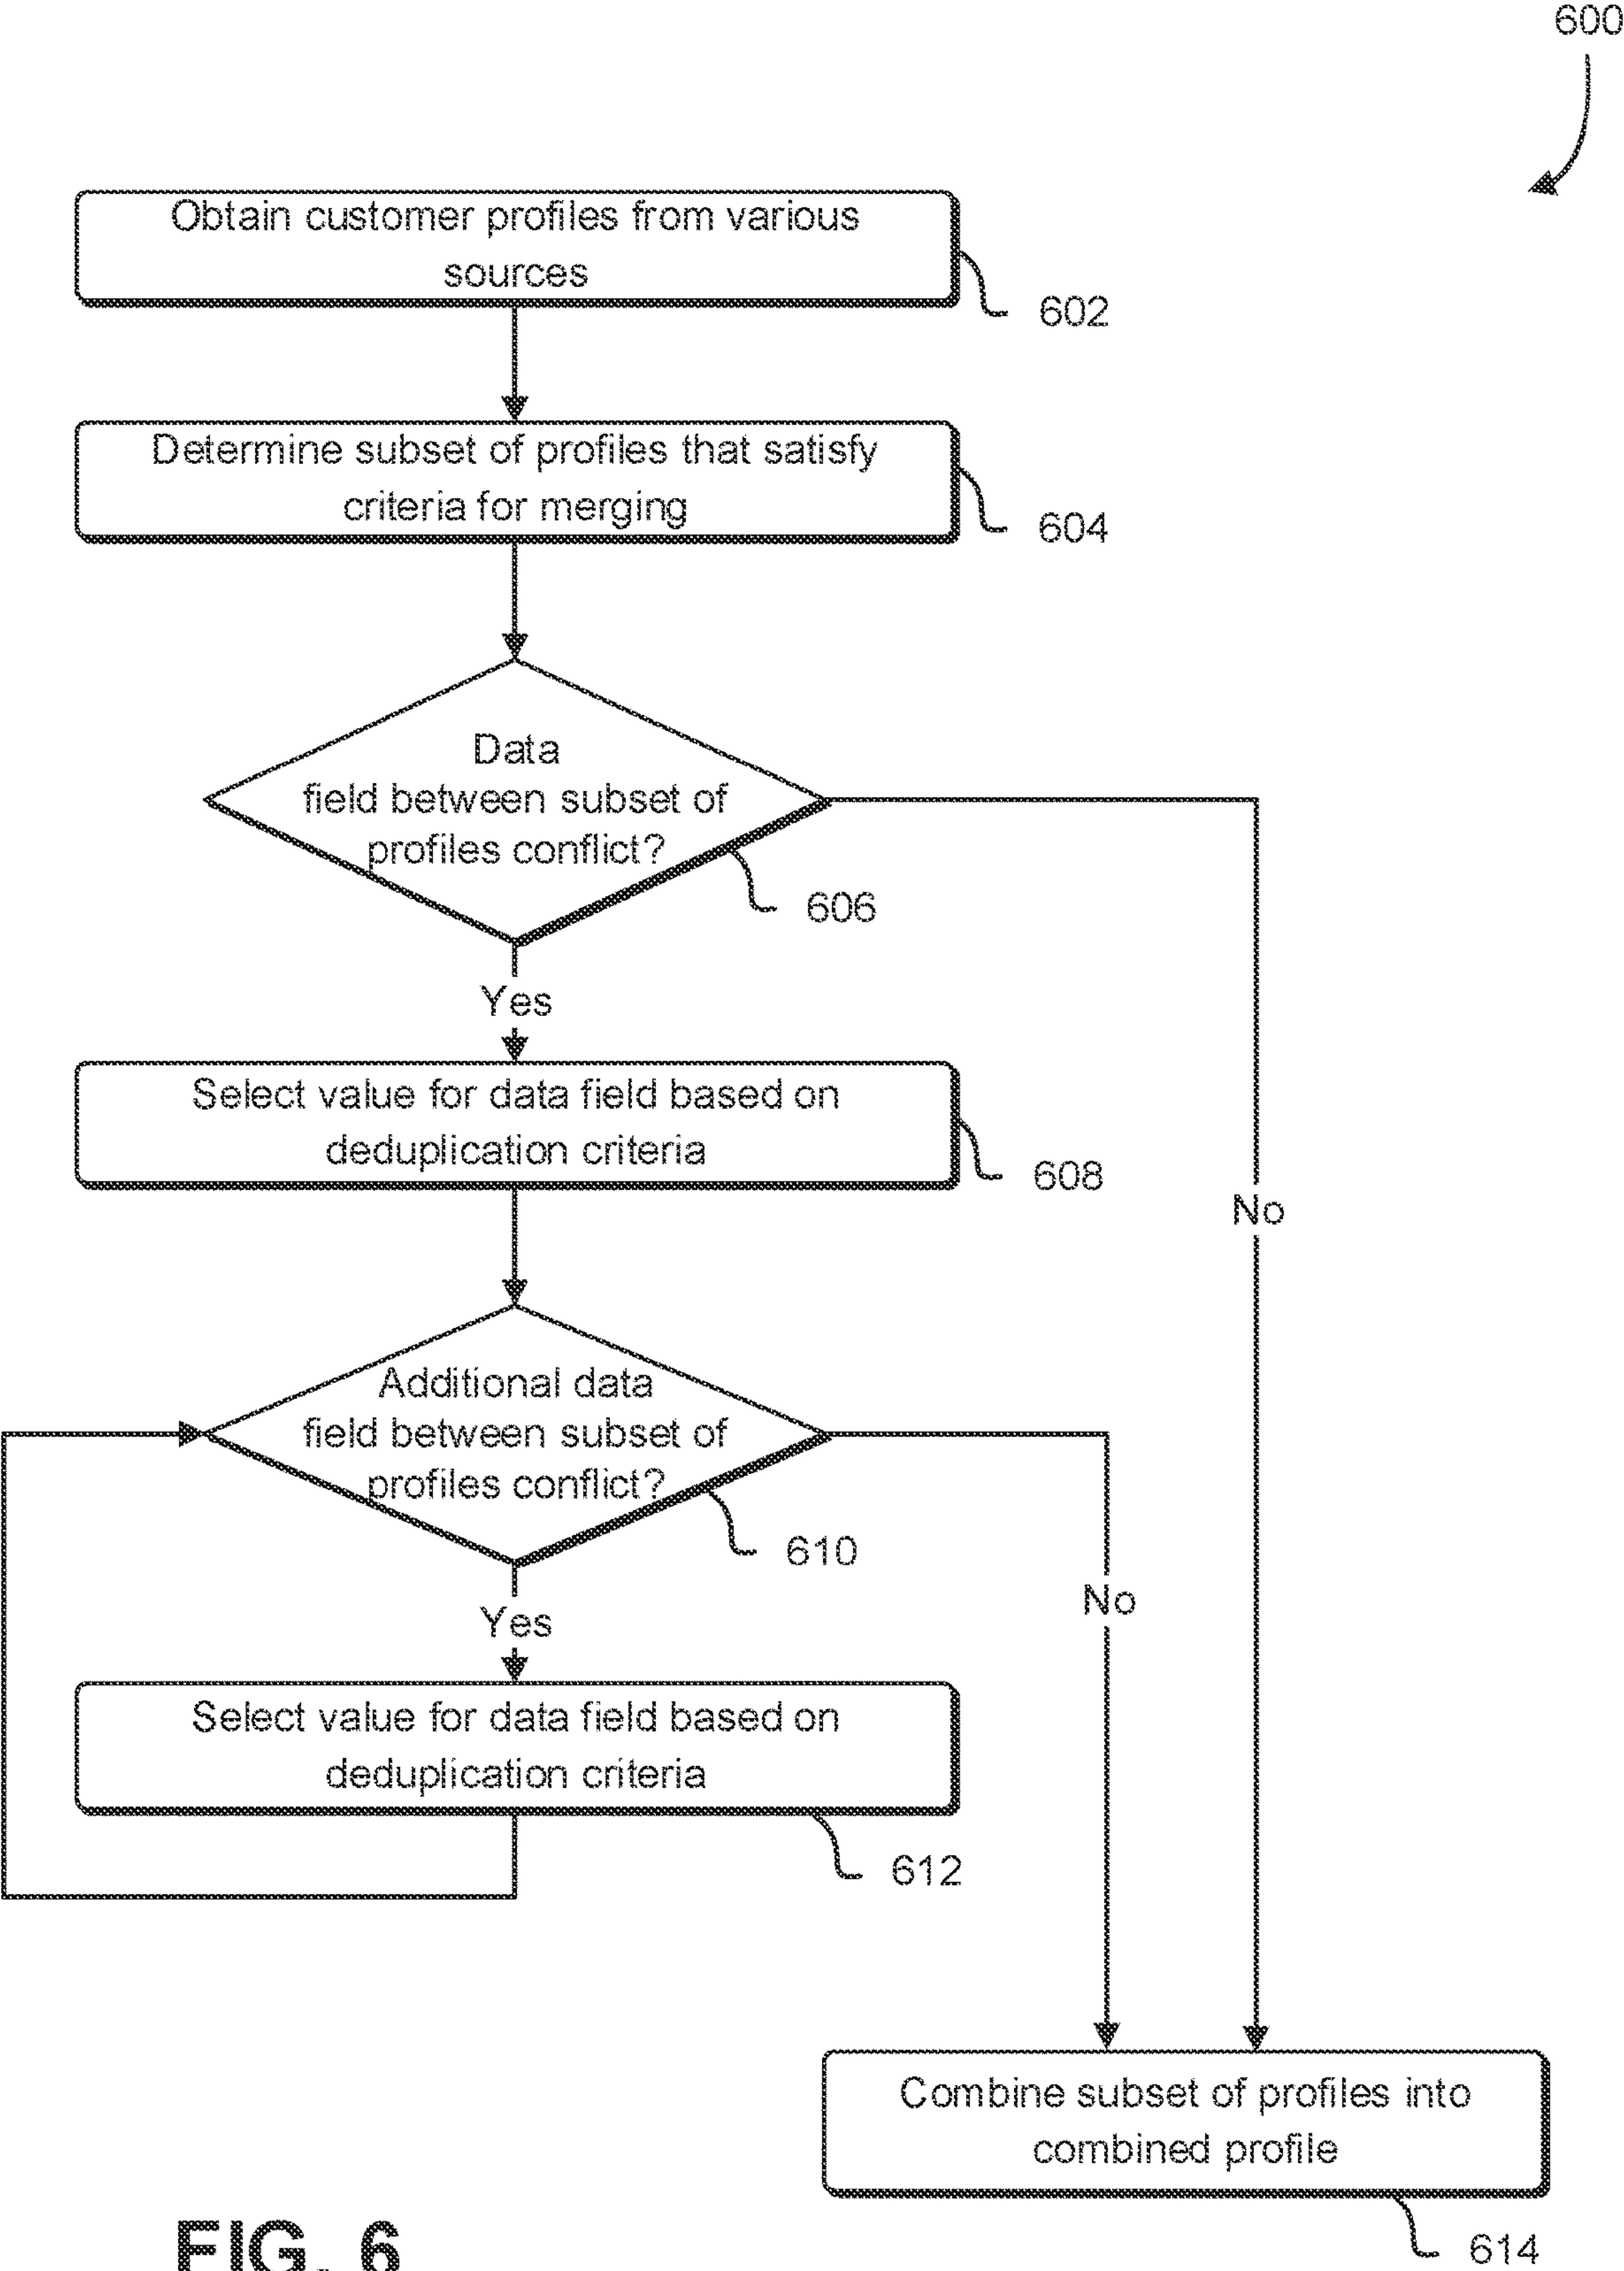 600
Obtain customer profiles from various
sources
602
Determine subset of profiles that satisfy
criteria for merging
604
Data
field between subset of
profiles conflict?
606
Yes
Select value for data field based on
deduplication criteria
608
No
Additional data
field between subset of
profiles conflict?
610
No
Yes
Select value for data field based on
deduplication criteria
612
Combine subset of profiles into
combined profile
614
FIG. 6